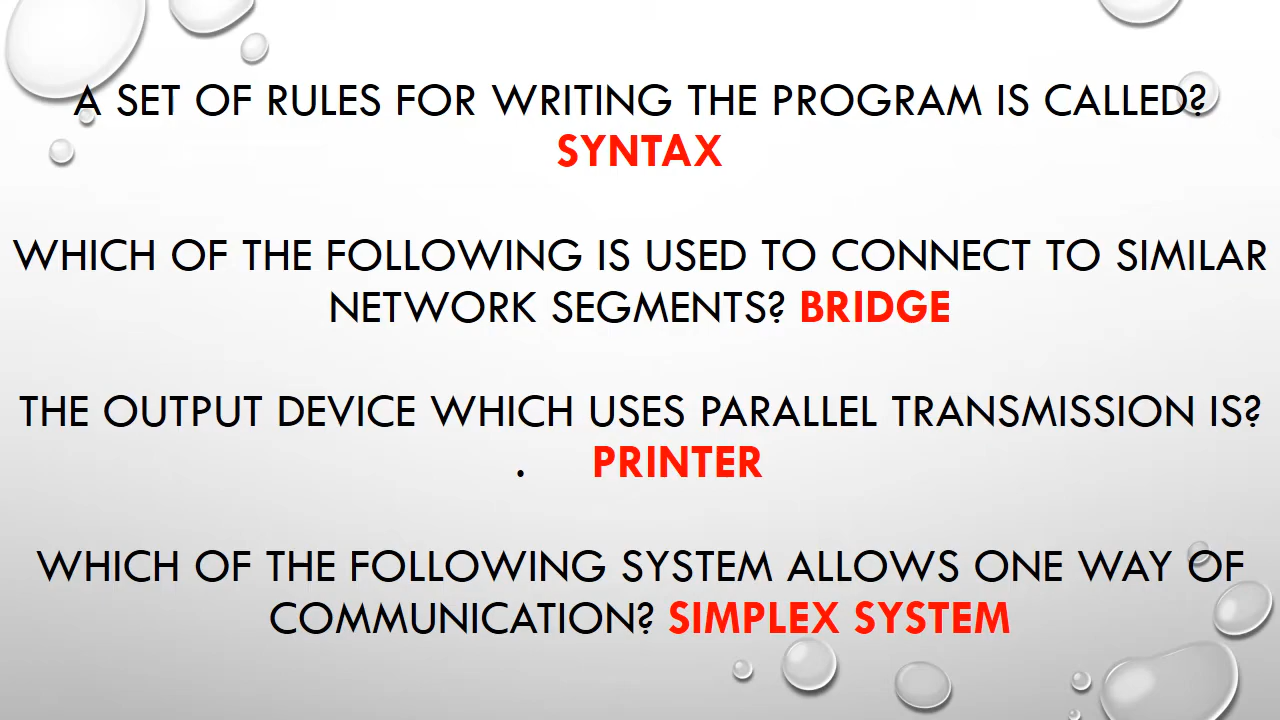 A SET OF RULES FOR WRITING THE PROGRAM IS CALLED?
SYNTAX
WHICH OF THE FOLLOWING IS USED TO CONNECT TO SIMILAR
NETWORK SEGMENTS? BRIDGE
THE OUTPUT DEVICE WHICH USES PARALLEL TRANSMISSION IS?
. PRINTER
WHICH OF THE FOLLOWING SYSTEM ALLOWS ONE WAY OF
COMMUNICATION? SIMPLEX SYSTEM